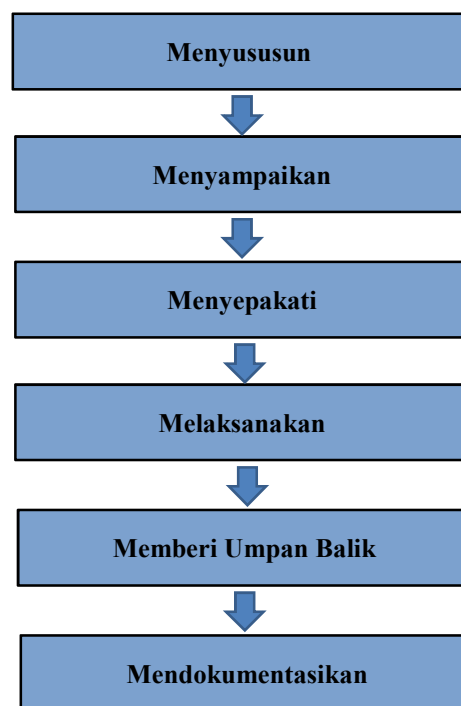 Menyususun
Menyampaikan
Menyepakati
Melaksanakan
Memberi Umpan Balik
Mendokumentasikan